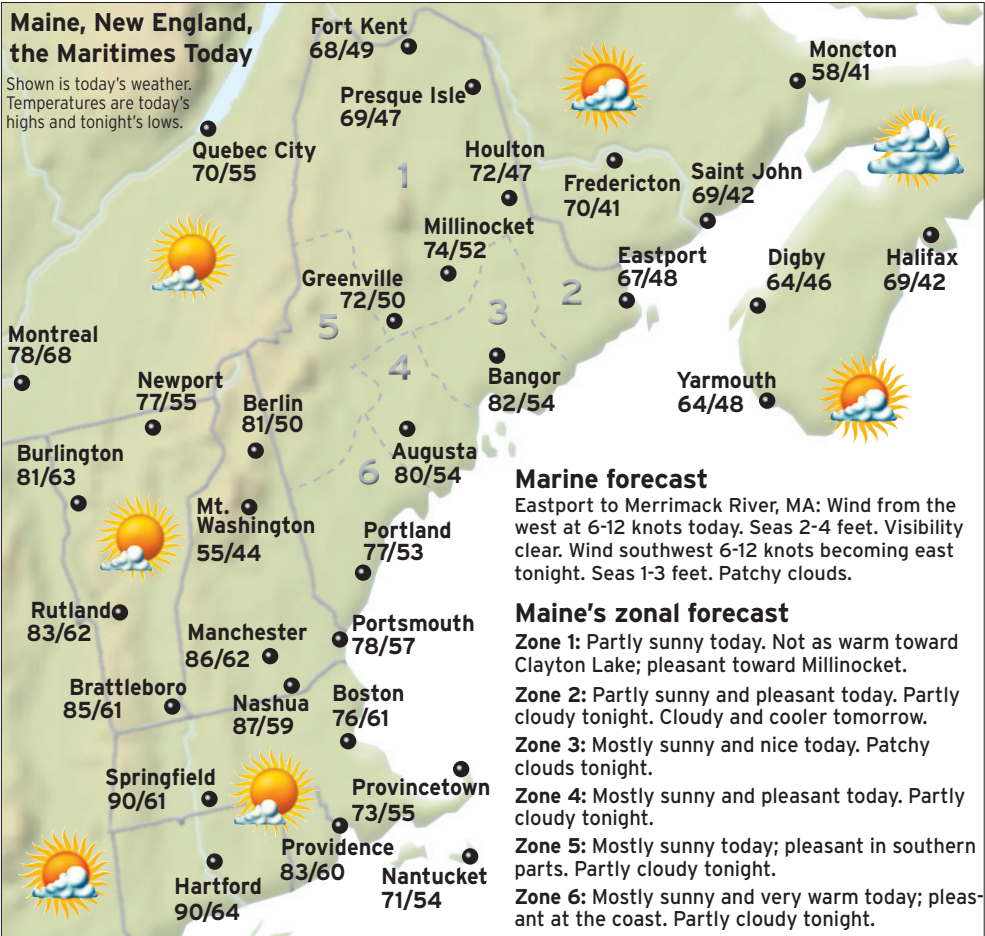 Maine, New England,
the Maritimes Today
Shown is today's weather.
Temperatures are today's
highs and tonight's lows.
Fort Kent
68/49
Moncton
58/41
Presque Isle
69/47
Quebec City
70/55
Houlton
72/47
1
Fredericton
70/41
Saint John
69/42
Millinocket
74/52
Greenville
72/50
Eastport
67/48
Digby
64/46
Halifax
69/42
2
3
5
4
Montreal
78/68
Newport
77/55
Berlin
81/50
Bangor
82/54
Yarmouth
64/48
Burlington
81/63
Augusta
80/54
6
Mt.
Washington
55/44
Portland
77/53
Rutland
83/62
Manchester
86/62
Portsmouth
78/57
Brattleboro
85/61
Nashua
87/59
Boston
76/61
Springfield
90/61
Provincetown
73/55
Providence
83/60
Hartford
90/64
Nantucket
71/54
Marine forecast
Eastport to Merrimack River, MA: Wind from the
west at 6-12 knots today. Seas 2-4 feet. Visibility
clear. Wind southwest 6-12 knots becoming east
tonight. Seas 1-3 feet. Patchy clouds.
Maine's zonal forecast
Zone 1: Partly sunny today. Not as warm toward
Clayton Lake; pleasant toward Millinocket.
Zone 2: Partly sunny and pleasant today. Partly
cloudy tonight. Cloudy and cooler tomorrow.
Zone 3: Mostly sunny and nice today. Patchy
clouds tonight.
Zone 4: Mostly sunny and pleasant today. Partly
cloudy tonight.
Zone 5: Mostly sunny today; pleasant in southern
parts. Partly cloudy tonight.
Zone 6: Mostly sunny and very warm today; pleas-
ant at the coast. Partly cloudy tonight.